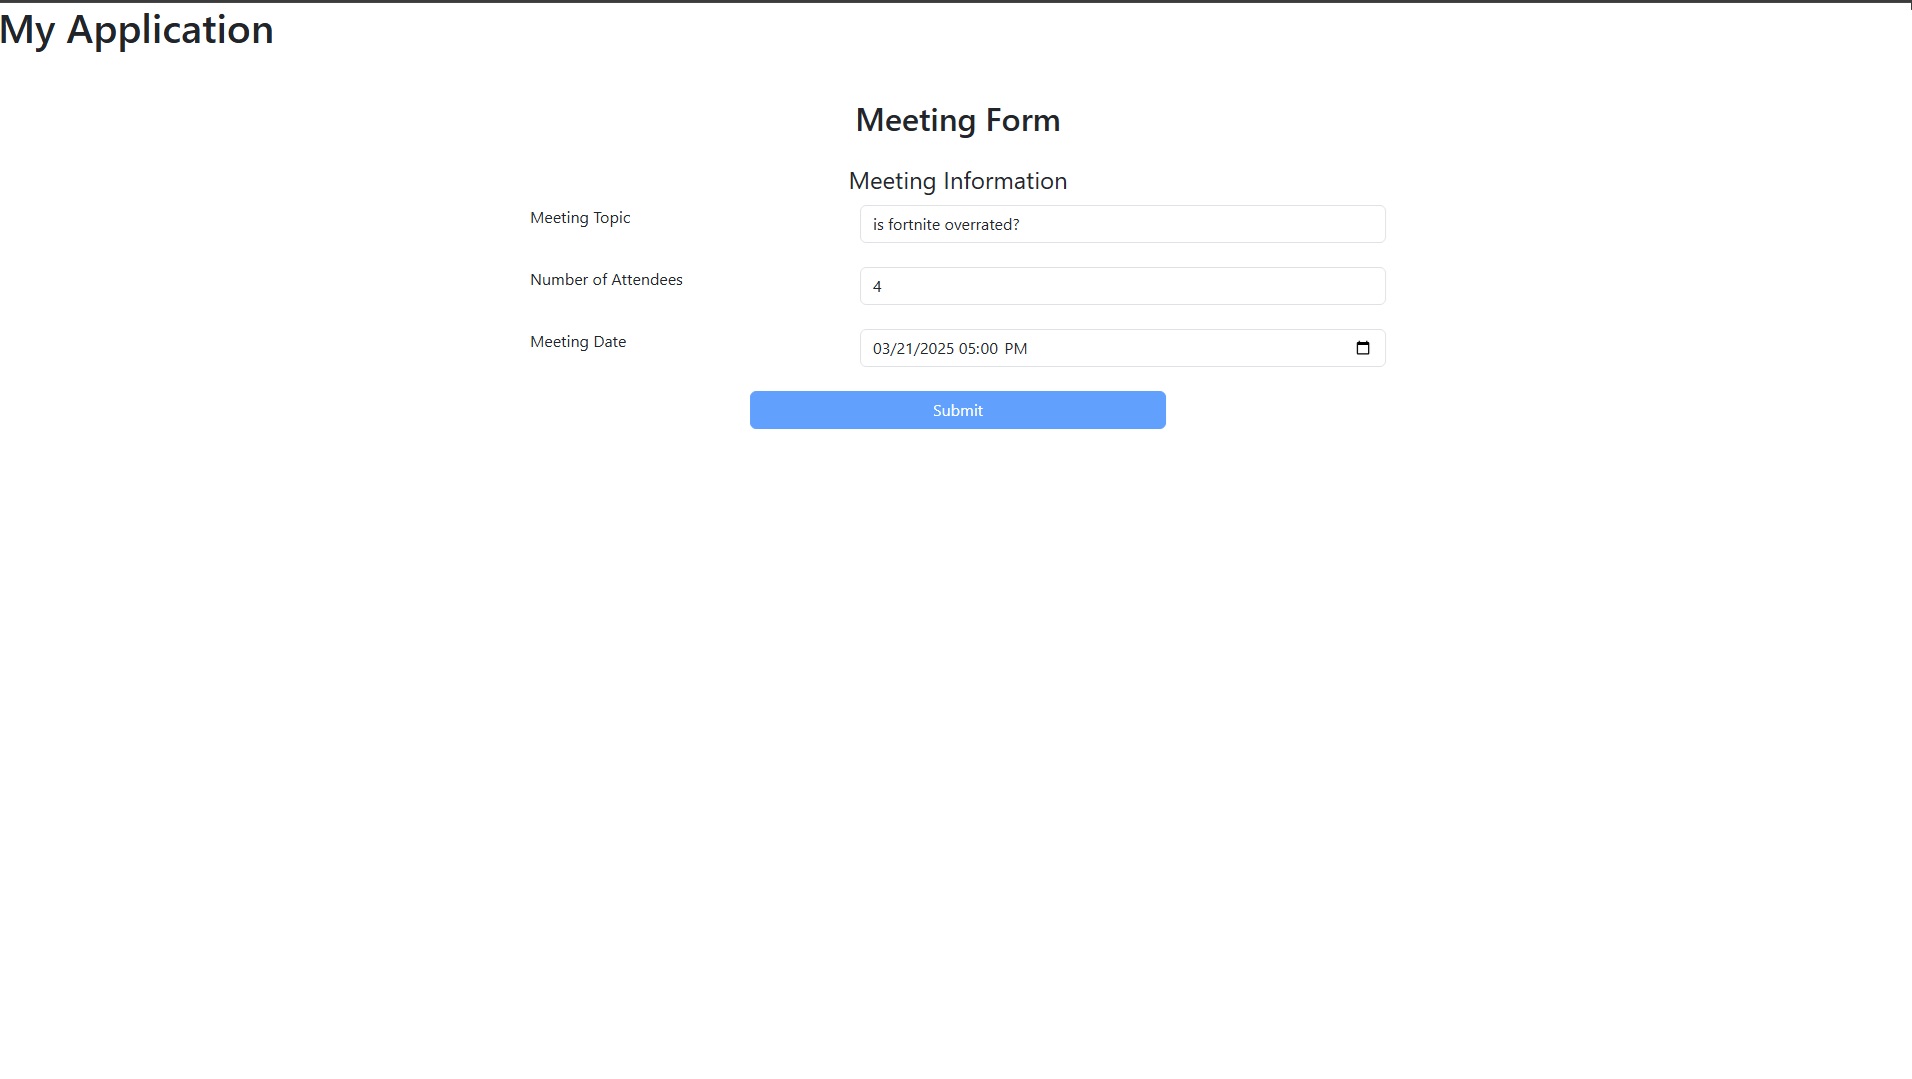 My Application
Meeting Form
Meeting Information
Meeting Topic
is fortnite overrated?
Number of Attendees
4
Meeting Date
03/21/2025 05:00 PM
Submit